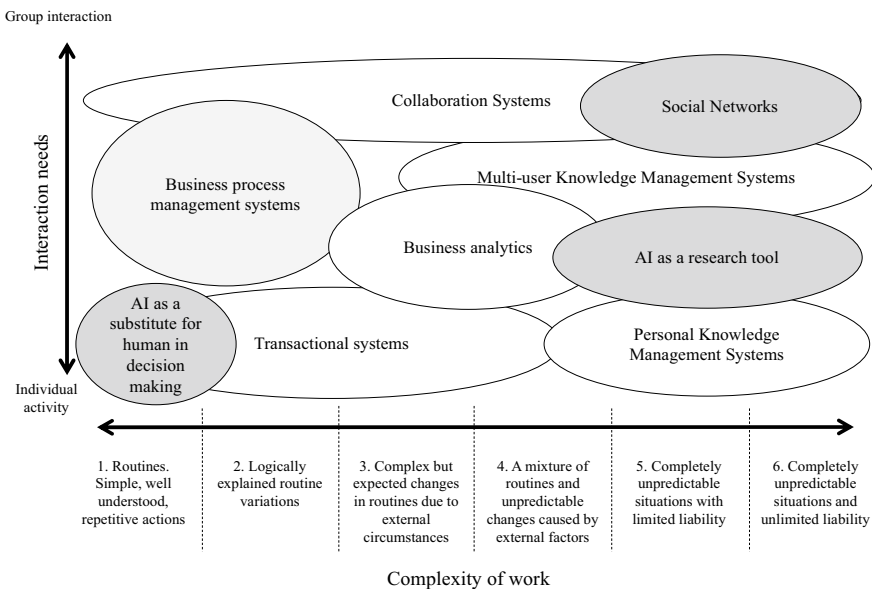 Group interaction
Interaction needs
Collaboration Systems
Social Networks
Business process
management systems
Multi-user Knowledge Management Systems
Business analytics
AI as a research tool
AI as a
substitute for
human in
decision
making
Transactional systems
Personal Knowledge
Management Systems
Individual
activity
1. Routines.
Simple, well
understood,
repetitive actions
2. Logically
explained routine
variations
3. Complex but
expected changes
in routines due to
external
circumstances
4. A mixture of
routines and
unpredictable
changes caused by
external factors
5. Completely
unpredictable
situations with
limited liability
6. Completely
unpredictable
situations and
unlimited liability
Complexity of work